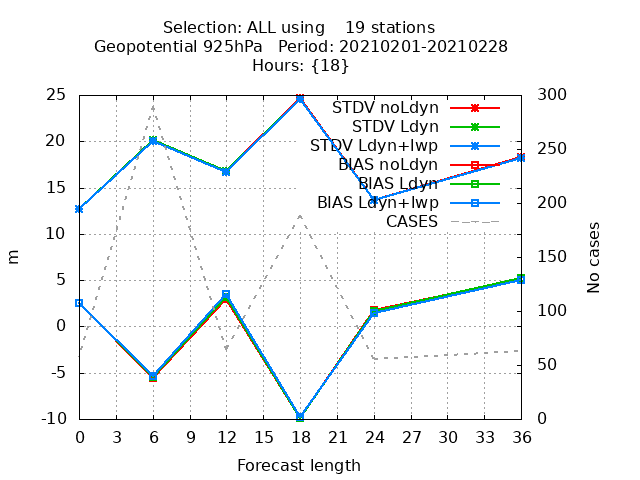 Selection: ALL using    19 stations
Geopotential 925hPa   Period: 20210201-20210228
Hours: {18}
25
20
15
10
5
0
-5
-10
m
300
250
200
150
100
50
0
No cases
STDV noLdyn
STDV Ldyn
STDV Ldyn+lwp
BIAS noLdyn
BIAS Ldyn
BIAS Ldyn+lwp
CASES
0 3 6 9 12 15 18 21 24 27 30 33 36
Forecast length